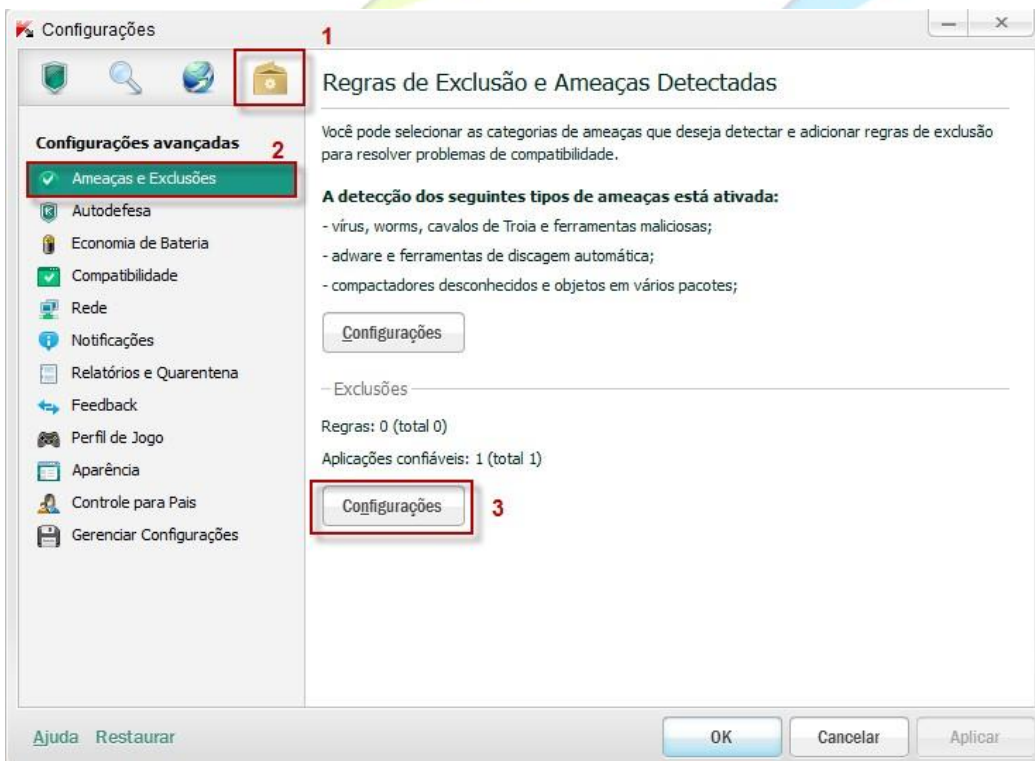 Configurações
1
Regras de Exclusão e Ameaças Detectadas
Você pode selecionar as categorias de ameaças que deseja detectar e adicionar regras de exclusão
para resolver problemas de compatibilidade.
A detecção dos seguintes tipos de ameaças está ativada:
- vírus, worms, cavalos de Troia e ferramentas maliciosas;
- adware e ferramentas de discagem automática;
- compactadores desconhecidos e objetos em vários pacotes;
Configurações
Exclusões
Regras: 0 (total 0)
Aplicações confiáveis: 1 (total 1)
Configurações
3
Configurações avançadas
2
Ameaças e Exclusões
Autodefesa
Economia de Bateria
Compatibilidade
Rede
Notificações
Relatórios e Quarentena
Feedback
Perfil de Jogo
Aparência
Controle para Pais
Gerenciar Configurações
Ajuda Restaurar
OK
Cancelar
Aplicar